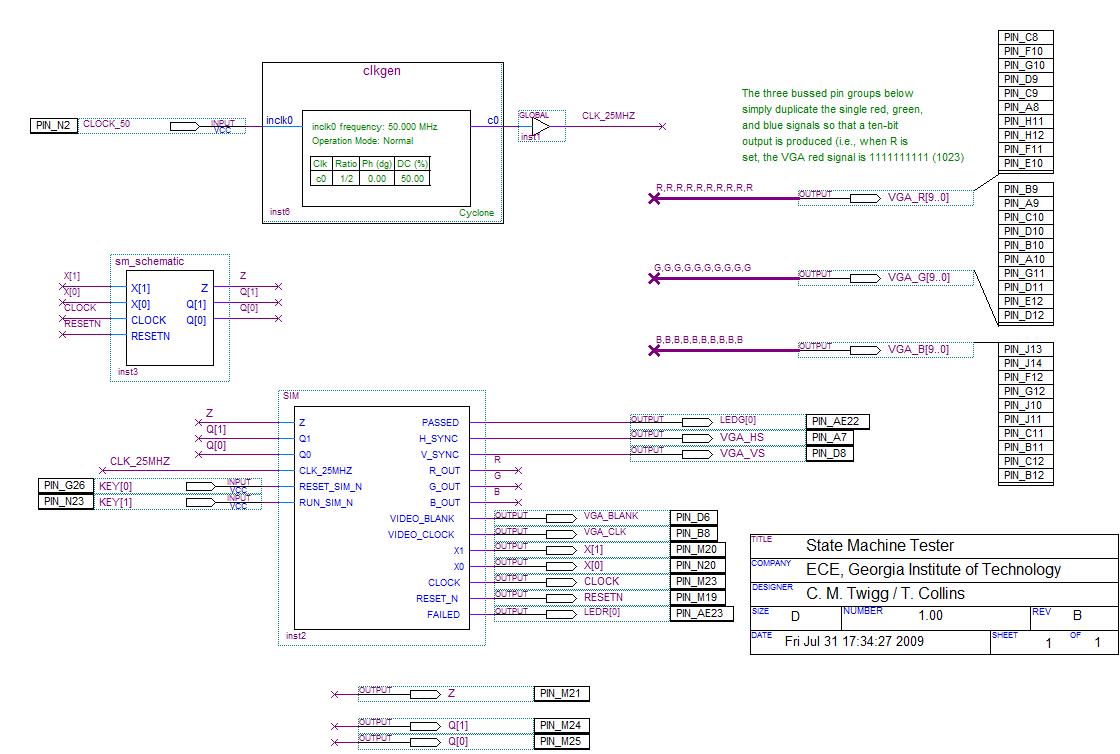 clkgen
PIN_N2 CLOCK_50 INPUT VCC
inclk0
c0
inclk0 frequency: 50.000 MHz
Operation Mode: Normal
Clk Ratio Ph (dg) DC (%)
c0 1/2 0.00 50.00
inst6
Cyclone
GLOBAL
inst1
CLK_25MHZ
The three bussed pin groups below
simply duplicate the single red, green,
and blue signals so that a ten-bit
output is produced (i.e., when R is
set, the VGA red signal is 1111111111 (1023)
R,R,R,R,R,R,R,R,R,R
OUTPUT VGA_R[9..0]
PIN_C8
PIN_F10
PIN_G10
PIN_D9
PIN_C9
PIN_A8
PIN_H11
PIN_H12
PIN_F11
PIN_E10
G,G,G,G,G,G,G,G,G,G
OUTPUT VGA_G[9..0]
PIN_B9
PIN_A9
PIN_C10
PIN_D10
PIN_B10
PIN_A10
PIN_G11
PIN_D11
PIN_E12
PIN_D12
B,B,B,B,B,B,B,B,B,B
OUTPUT VGA_B[9..0]
PIN_J13
PIN_J14
PIN_F12
PIN_G12
PIN_J10
PIN_J11
PIN_C11
PIN_B11
PIN_C12
PIN_B12
sm_schematic
X[1] X[1] Z Z
X[0] X[0] Q[1] Q[1]
CLOCK CLOCK Q[0] Q[0]
RESETN RESETN
inst3
SIM
Z Z PASSED OUTPUT LEDG[0] PIN_AE22
Q[1] Q1 H_SYNC OUTPUT VGA_HS PIN_A7
Q[0] Q0 V_SYNC OUTPUT VGA_VS PIN_D8
CLK_25MHZ CLK_25MHZ R_OUT R
PIN_G26 KEY[0] INPUT VCC RESET_SIM_N G_OUT G
PIN_N23 KEY[1] INPUT VCC RUN_SIM_N B_OUT B
VIDEO_BLANK OUTPUT VGA_BLANK PIN_D6
VIDEO_CLOCK OUTPUT VGA_CLK PIN_B8
X1 OUTPUT X[1] PIN_M20
X0 OUTPUT X[0] PIN_N20
CLOCK OUTPUT CLOCK PIN_M23
RESET_N OUTPUT RESETN PIN_M19
FAILED OUTPUT LEDR[0] PIN_AE23
inst2
OUTPUT Z PIN_M21
OUTPUT Q[1] PIN_M24
OUTPUT Q[0] PIN_M25
TITLE State Machine Tester
COMPANY ECE, Georgia Institute of Technology
DESIGNER C. M. Twigg / T. Collins
SIZE D NUMBER 1.00 REV B
DATE Fri Jul 31 17:34:27 2009 SHEET 1 OF 1